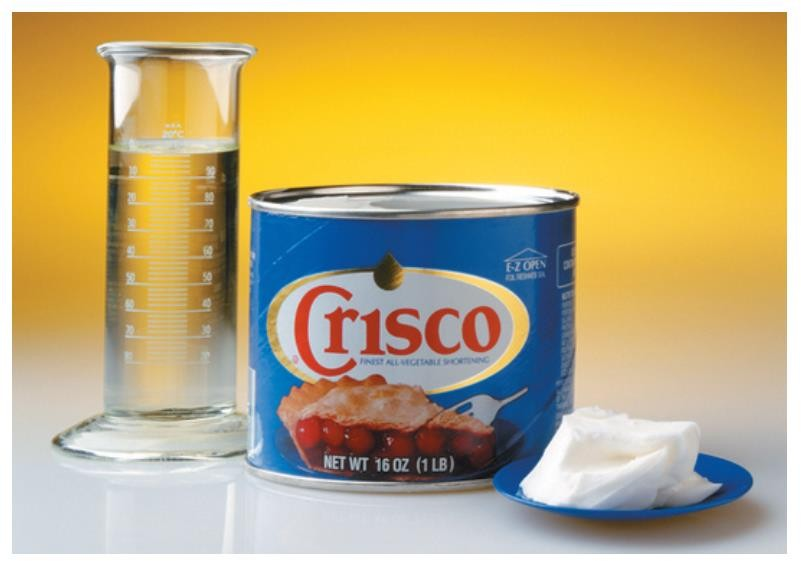 20°C
10 90
20 80
30 70
40 60
50 50
60 40
70 30
80 20
E-Z OPEN
Crisco
®
FINEST ALL-VEGETABLE SHORTENING
NET WT 16 OZ (1 LB)